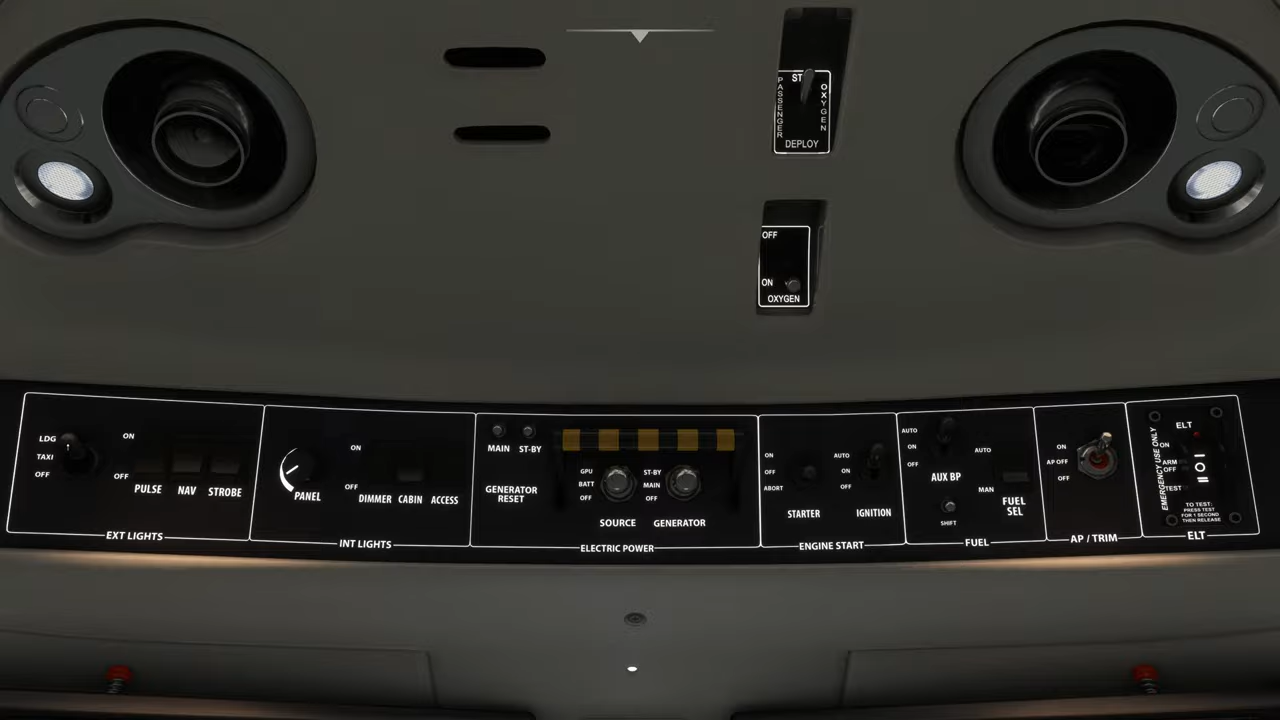 ST
PASSENGER
OXYGEN
DEPLOY
OFF
ON
OXYGEN
LDG
TAXI
OFF
ON
OFF
PULSE NAV STROBE
EXT LIGHTS
PANEL
ON
OFF
DIMMER CABIN ACCESS
INT LIGHTS
MAIN ST-BY
GENERATOR
RESET
GPU
BATT
OFF
SOURCE
ST-BY
MAIN
OFF
GENERATOR
ELECTRIC POWER
ON
OFF
ABORT
STARTER
AUTO
ON
OFF
IGNITION
ENGINE START
AUTO
ON
OFF
AUX BP
SHIFT
AUTO
MAN
FUEL
SEL
FUEL
ON
AP OFF
OFF
AP / TRIM
EMERGENCY USE ONLY
ELT
ON
ARM
OFF
TEST
TO TEST:
PRESS TEST
FOR 1 SECOND
THEN RELEASE
ELT